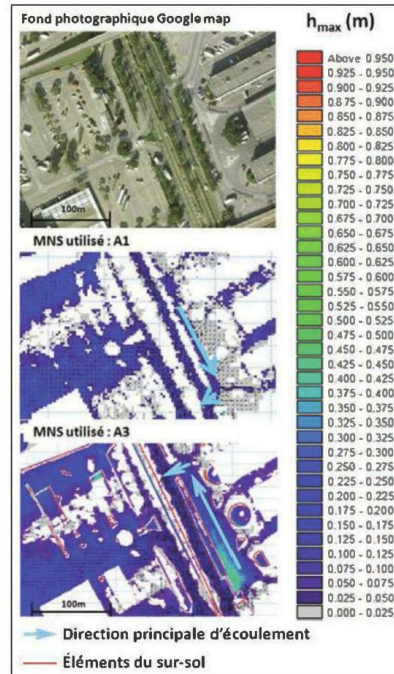 Fond photographique Google map
100m
MNS utilisé : A1
MNS utilisé : A3
100m
Direction principale d'écoulement
Éléments du sur-sol
h_max (m)
Above 0.950
0.925 - 0.950
0.900 - 0.925
0.875 - 0.900
0.850 - 0.875
0.825 - 0.850
0.800 - 0.825
0.775 - 0.800
0.750 - 0.775
0.725 - 0.750
0.700 - 0.725
0.675 - 0.700
0.650 - 0.675
0.625 - 0.650
0.600 - 0.625
0.575 - 0.600
0.550 - 0.575
0.525 - 0.550
0.500 - 0.525
0.475 - 0.500
0.450 - 0.475
0.425 - 0.450
0.400 - 0.425
0.375 - 0.400
0.350 - 0.375
0.325 - 0.350
0.300 - 0.325
0.275 - 0.300
0.250 - 0.275
0.225 - 0.250
0.200 - 0.225
0.175 - 0.200
0.150 - 0.175
0.125 - 0.150
0.100 - 0.125
0.075 - 0.100
0.050 - 0.075
0.025 - 0.050
0.000 - 0.025